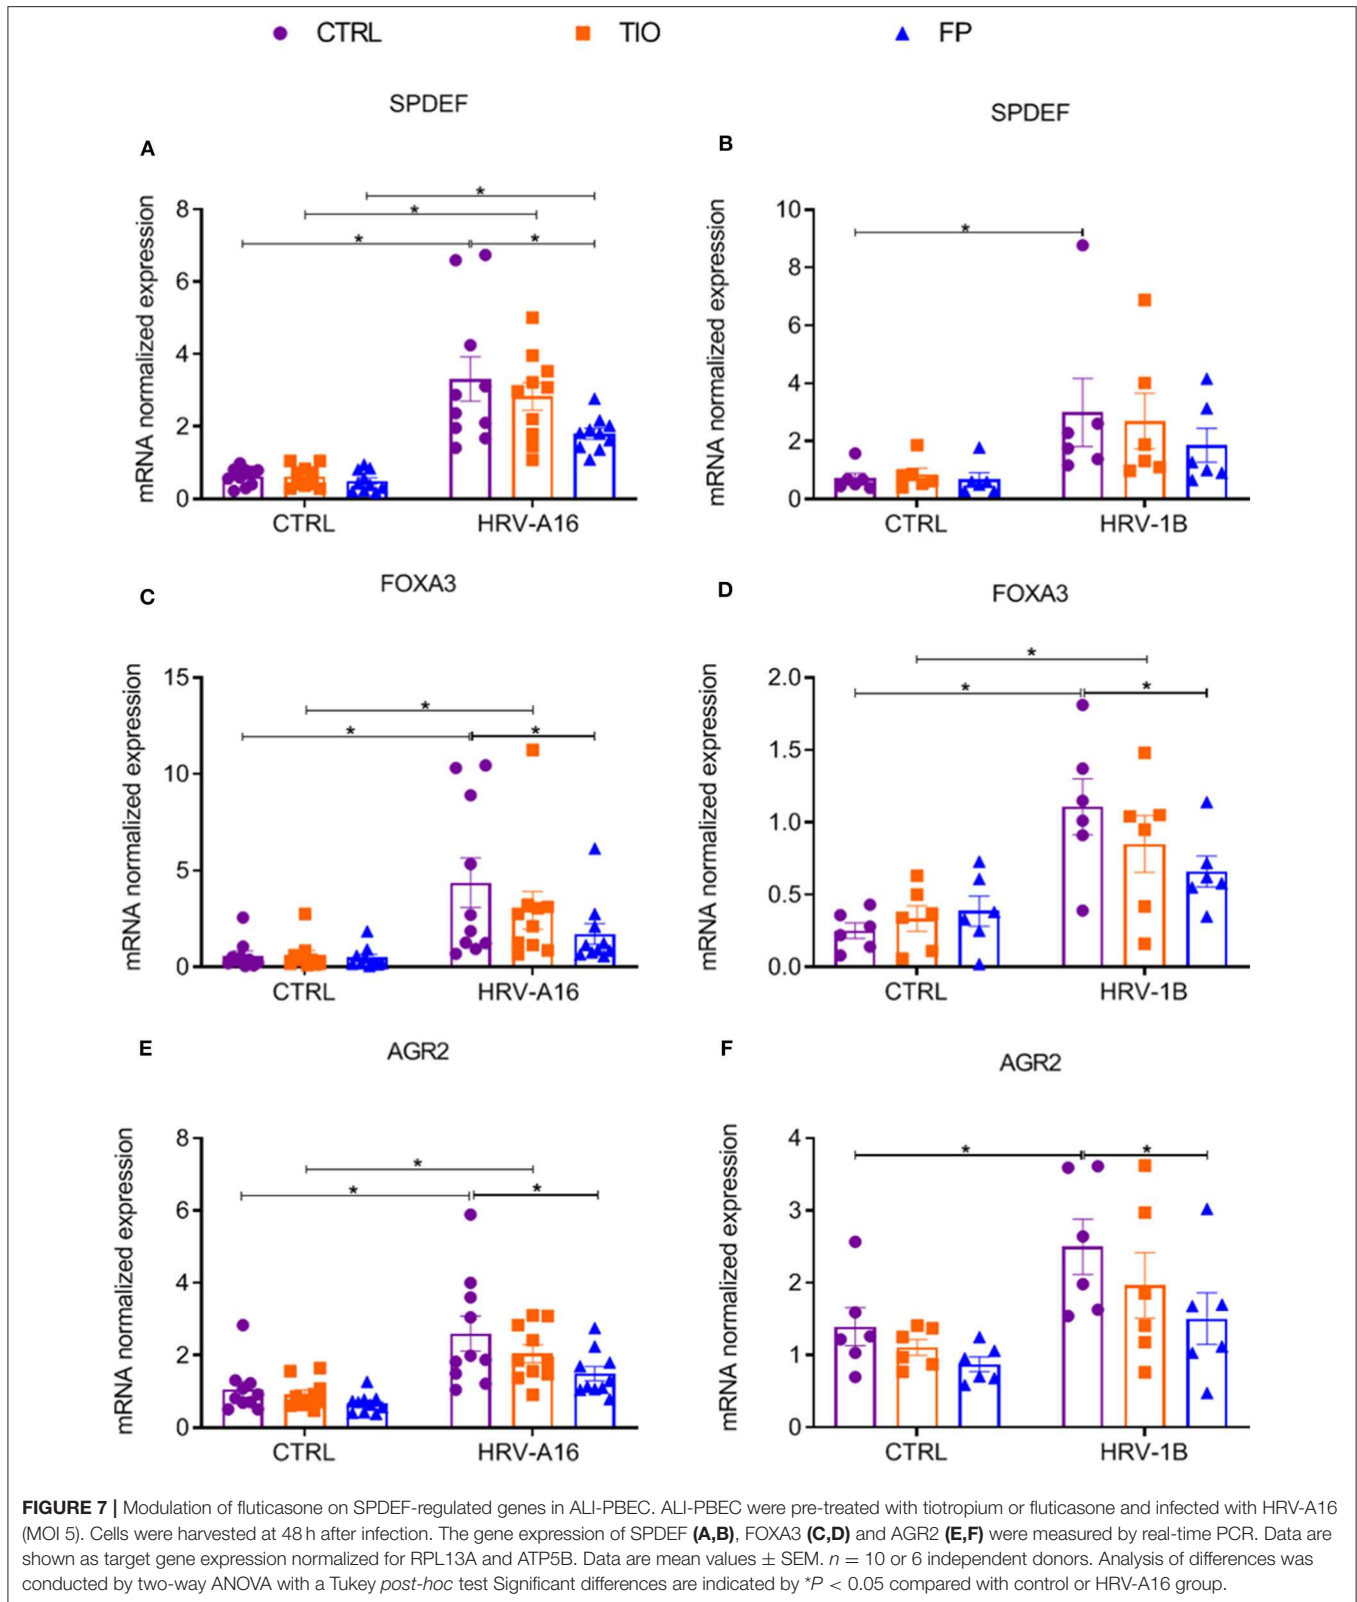 CTRL TIO FP
SPDEF
A
mRNA normalized expression
8
6
4
2
0
* * * *
CTRL HRV-A16
SPDEF
B
mRNA normalized expression
10
8
6
4
2
0
*
CTRL HRV-1B
FOXA3
C
mRNA normalized expression
15
10
5
0
* * *
CTRL HRV-A16
FOXA3
D
mRNA normalized expression
2.0
1.5
1.0
0.5
0.0
* * *
CTRL HRV-1B
AGR2
E
mRNA normalized expression
8
6
4
2
0
* * *
CTRL HRV-A16
AGR2
F
mRNA normalized expression
4
3
2
1
0
* *
CTRL HRV-1B
FIGURE 7 | Modulation of fluticasone on SPDEF-regulated genes in ALI-PBEC. ALI-PBEC were pre-treated with tiotropium or fluticasone and infected with HRV-A16
(MOI 5). Cells were harvested at 48 h after infection. The gene expression of SPDEF (A,B), FOXA3 (C,D) and AGR2 (E,F) were measured by real-time PCR. Data are
shown as target gene expression normalized for RPL13A and ATP5B. Data are mean values ± SEM. n = 10 or 6 independent donors. Analysis of differences was
conducted by two-way ANOVA with a Tukey post-hoc test Significant differences are indicated by *P < 0.05 compared with control or HRV-A16 group.